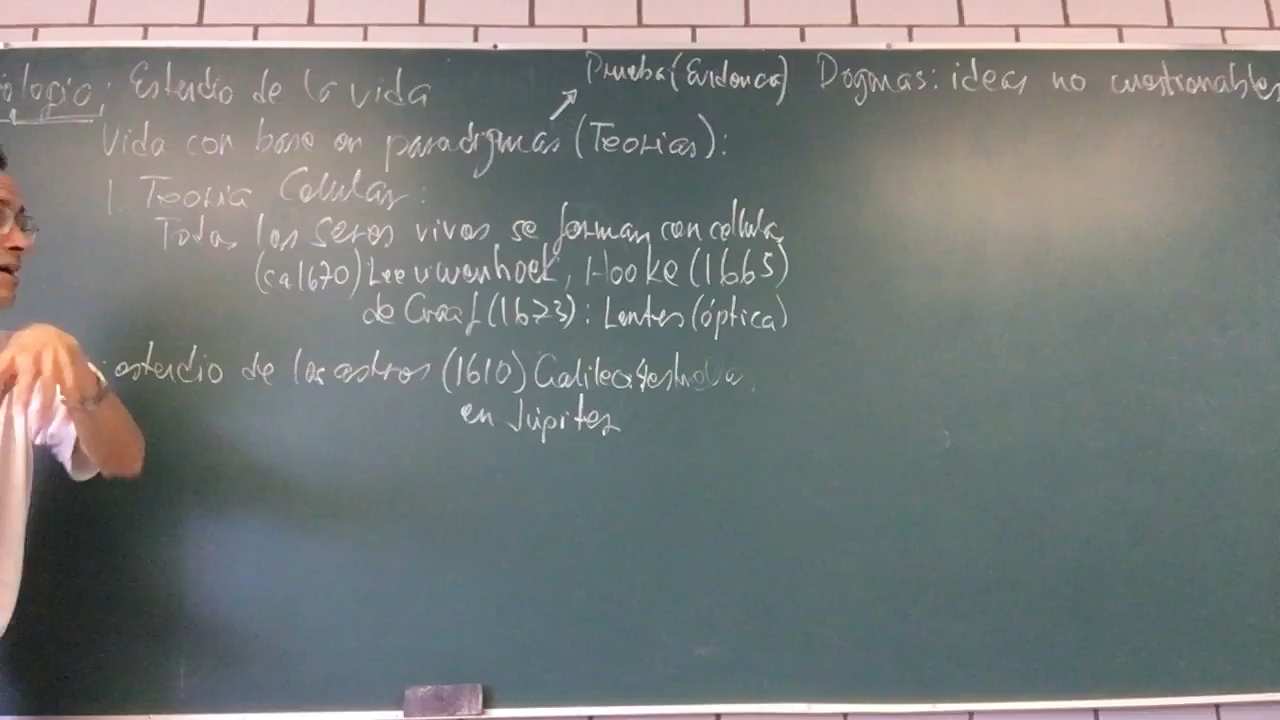 ología: Estudio de la vida
Prueba (Evidencia)
Dogmas: ideas no cuestionables
Vida con base en paradigmas (Teorías):
1. Teoría Celular:
Todos los seres vivos se forman con células
(ca 1670) Leeuwenhoek, Hooke (1665)
de Graaf (1673): Lentes (óptica)
: estudio de los astros (1610) Galileo
en Júpiter